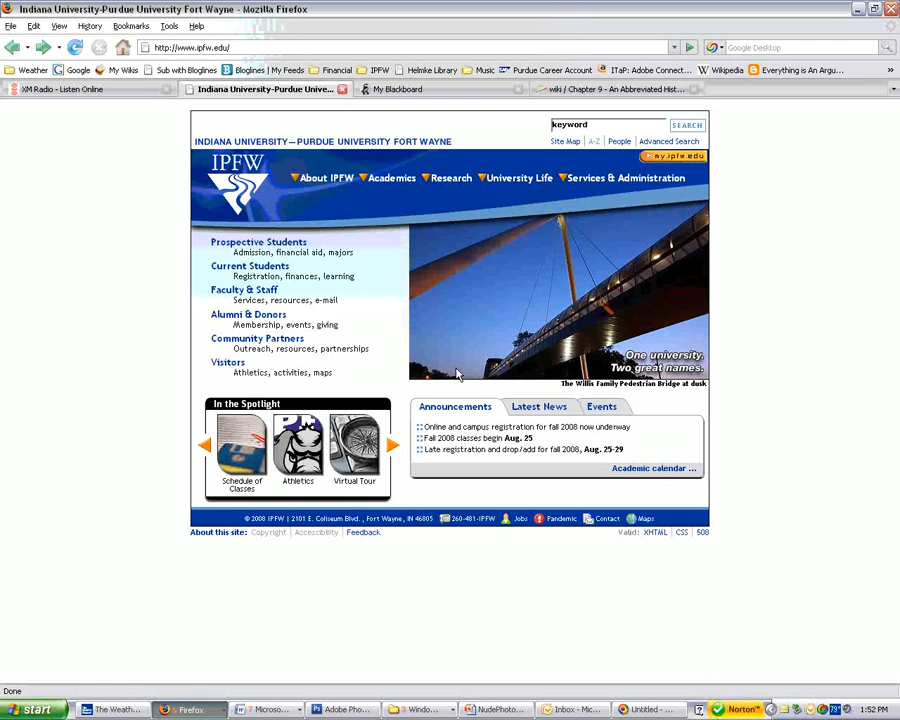 Indiana University-Purdue University Fort Wayne - Mozilla Firefox
File Edit View History Bookmarks Tools Help
http://www.ipfw.edu/
Google Desktop
Weather Google My Wikis Sub with Bloglines Bloglines | My Feeds Financial IPFW Helmke Library Music Purdue Career Account ITaP: Adobe Connect... Wikipedia Everything is An Argu... »
XM Radio - Listen Online Indiana University-Purdue Unive... My Blackboard wiki / Chapter 9 - An Abbreviated Hist...
keyword SEARCH
INDIANA UNIVERSITY—PURDUE UNIVERSITY FORT WAYNE Site Map A-Z People Advanced Search
my.ipfw.edu
IPFW
About IPFW Academics Research University Life Services & Administration
Prospective Students
Admission, financial aid, majors
Current Students
Registration, finances, learning
Faculty & Staff
Services, resources, e-mail
Alumni & Donors
Membership, events, giving
Community Partners
Outreach, resources, partnerships
Visitors
Athletics, activities, maps
One university.
Two great names.
The Willis Family Pedestrian Bridge at dusk
In the Spotlight
Schedule of
Classes
Athletics
Virtual Tour
Announcements Latest News Events
Online and campus registration for fall 2008 now underway
Fall 2008 classes begin Aug. 25
Late registration and drop/add for fall 2008, Aug. 25-29
Academic calendar ...
© 2008 IPFW | 2101 E. Coliseum Blvd., Fort Wayne, IN 46805 260-481-IPFW Jobs Pandemic Contact Maps
About this site: Copyright Accessibility Feedback Valid: XHTML CSS 508
Done
start The Weath... Firefox 7 Microso... Adobe Pho... 3 Window... NudePhoto... Inbox - Mic... Untitled - ... Norton™ 79° 1:52 PM